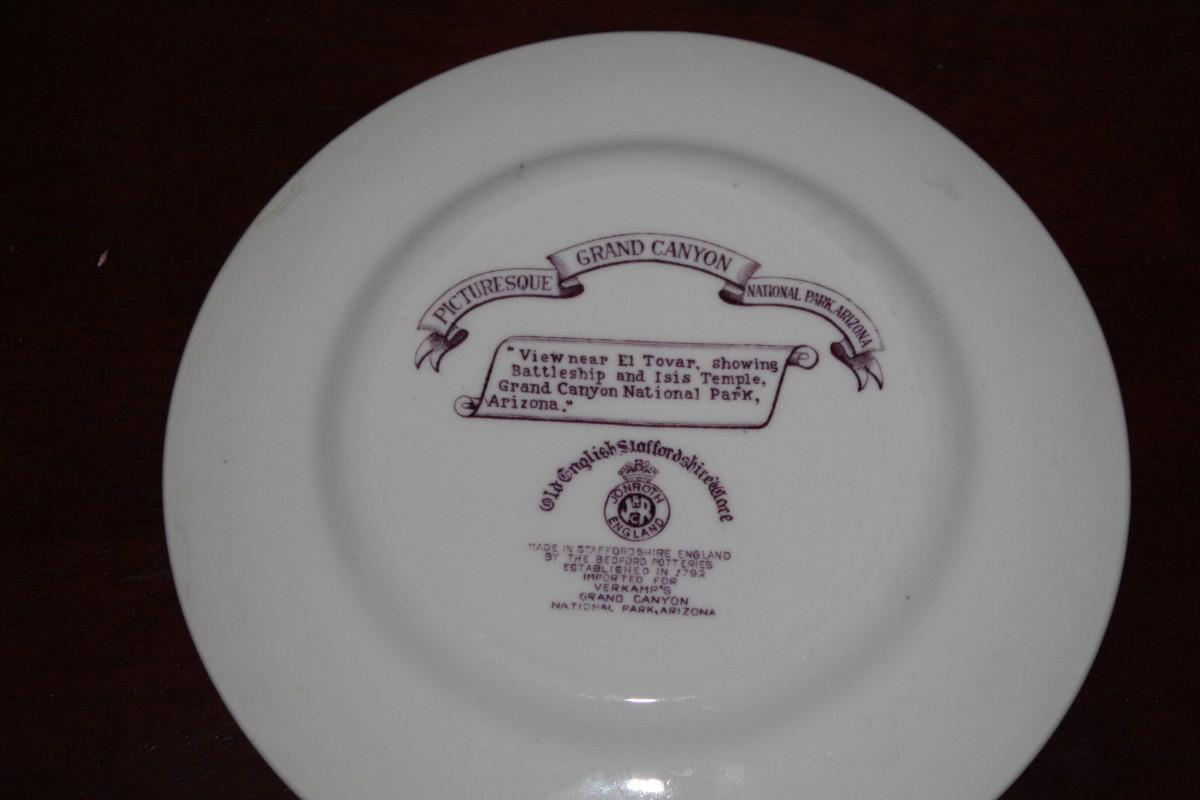 PICTURESQUE GRAND CANYON NATIONAL PARK, ARIZONA
"View near El Tovar, showing
Battleship and Isis Temple,
Grand Canyon National Park,
Arizona."
Old English Staffordshire Ware
JONROTH
ENGLAND
MADE IN STAFFORDSHIRE ENGLAND
BY THE BEDFORD POTTERIES
ESTABLISHED IN 1792
IMPORTED FOR
VERKAMP'S
GRAND CANYON
NATIONAL PARK, ARIZONA